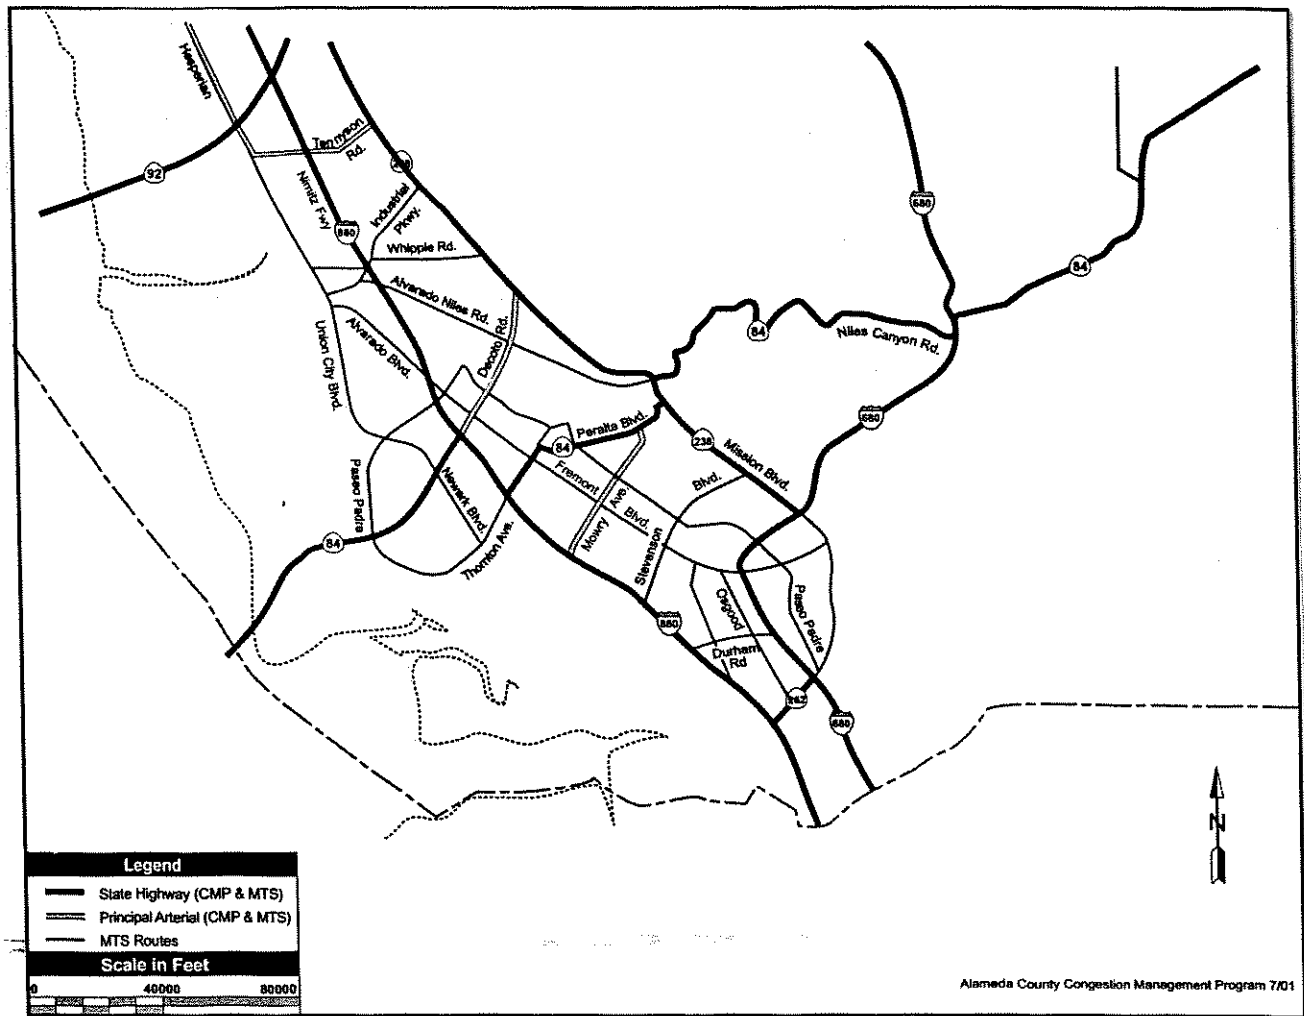 Hesperian
92
Tennyson
Rd.
238
Nimitz Fwy
Industrial
Pkwy.
880
Whipple Rd.
680
84
Alvarado Niles Rd.
Union City Blvd.
Alvarado Blvd.
Decoto Rd.
84
Niles Canyon Rd.
680
Peralta Blvd.
84
238
Mission Blvd.
Fremont
Blvd.
Blvd.
Stevenson
Mowry Ave.
Paseo Padre
Newark Blvd.
Thornton Ave.
84
Osgood
Paseo Padre
880
Durham
Rd
262
680
N
Legend
State Highway (CMP & MTS)
Principal Arterial (CMP & MTS)
MTS Routes
Scale in Feet
0 40000 80000
Alameda County Congestion Management Program 7/01